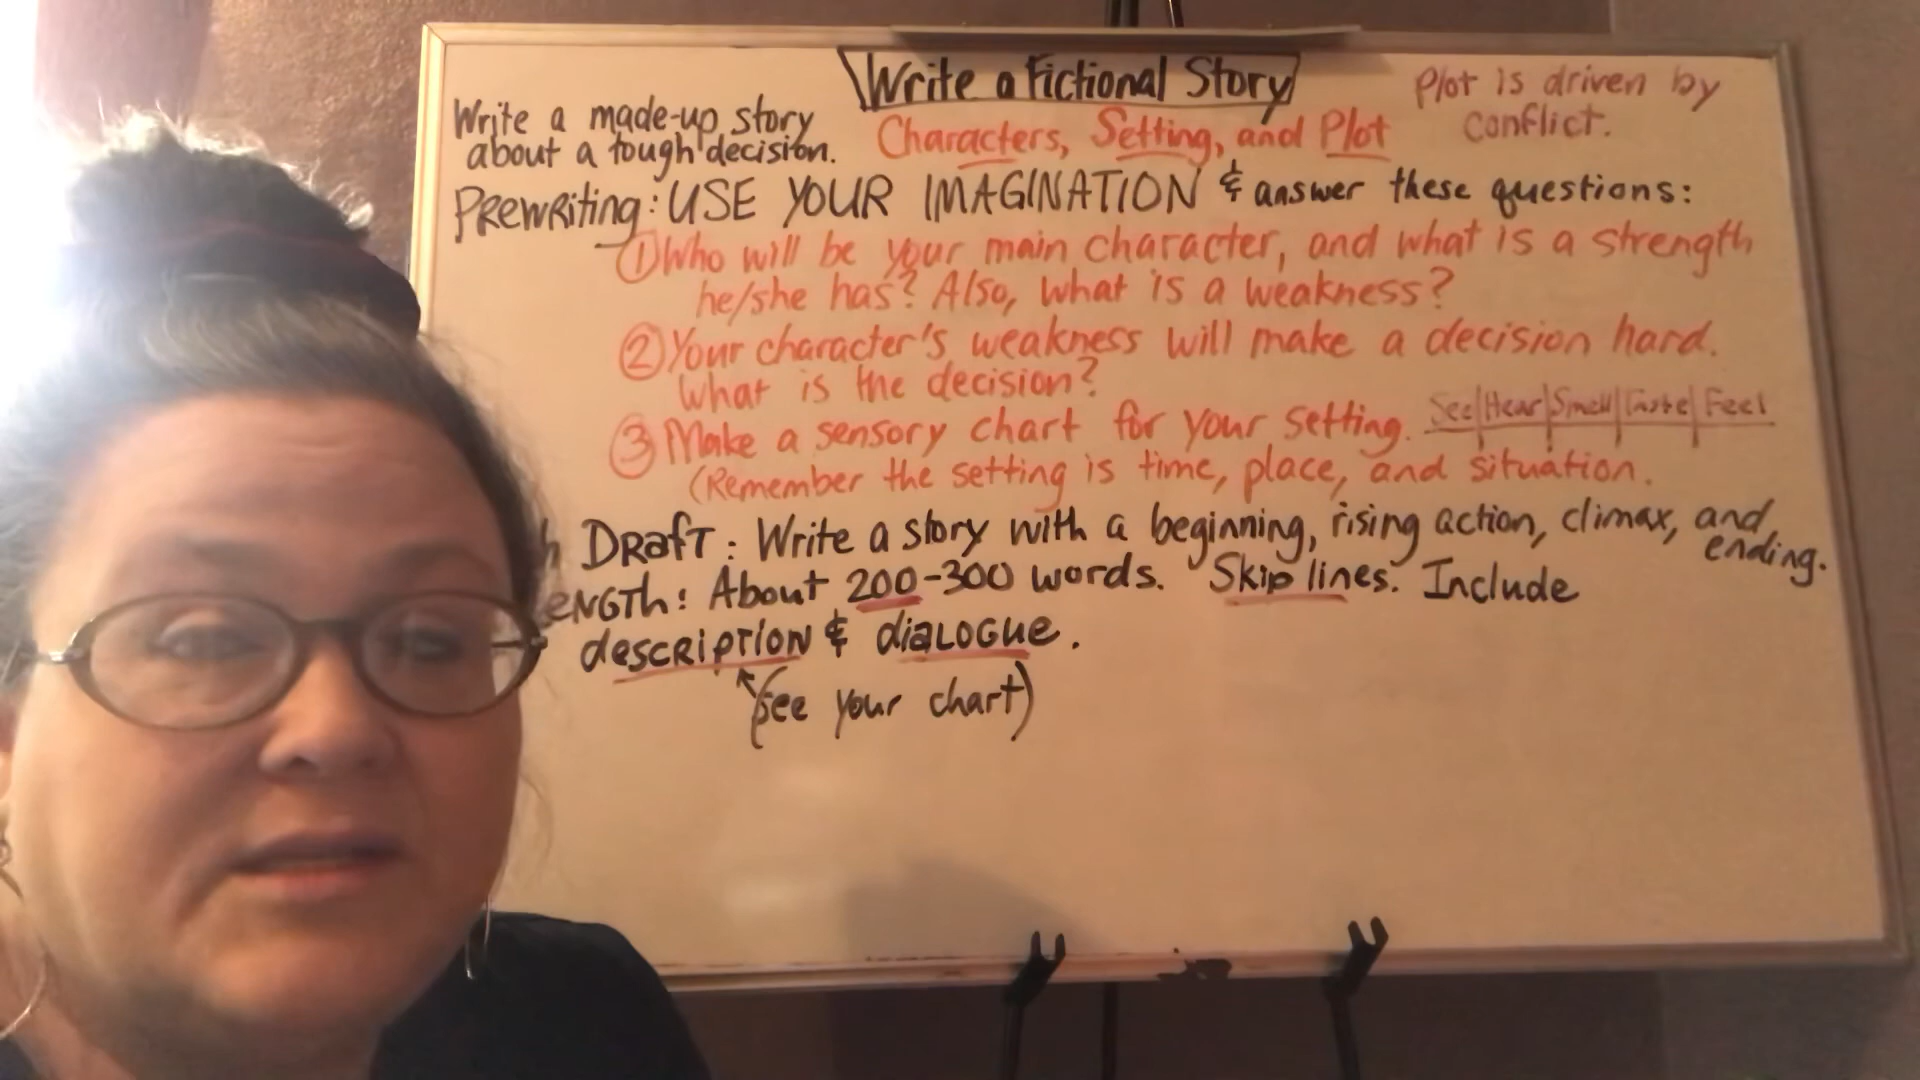 Write a Fictional Story
Plot is driven by
conflict.
Write a made-up story
about a tough decision.
Characters, Setting, and Plot
PREWRiting: USE YOUR IMAGINATION & answer these questions:
① Who will be your main character, and what is a strength
he/she has? Also, what is a weakness?
② Your character's weakness will make a decision hard.
What is the decision?
③ Make a sensory chart for your setting.
See Hear Smell Taste Feel
(Remember the setting is time, place, and situation.
h DRafT: Write a story with a beginning, rising action, climax, and
ending.
eNGTh: About 200-300 words. Skip lines. Include
description & dialogue.
(see your chart)